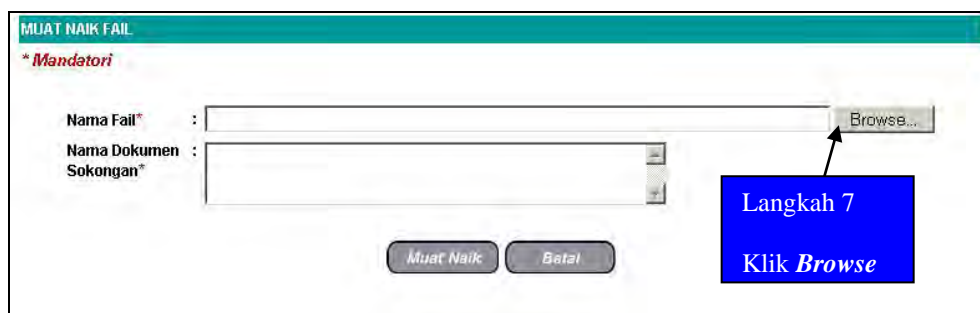 MUAT NAIK FAIL
* Mandatori
Nama Fail* : Browse...
Nama Dokumen :
Sokongan*
Langkah 7
Klik Browse
Muat Naik Batal